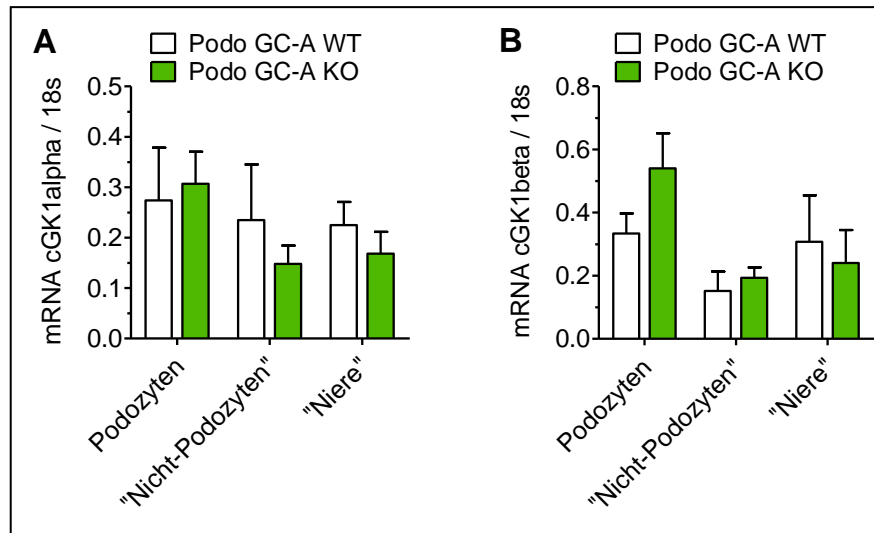 A
Podo GC-A WT
Podo GC-A KO
mRNA cGK1alpha / 18s
0.5
0.4
0.3
0.2
0.1
0.0
Podozyten
"Nicht-Podozyten"
"Niere"
B
Podo GC-A WT
Podo GC-A KO
mRNA cGK1beta / 18s
0.8
0.6
0.4
0.2
0.0
Podozyten
"Nicht-Podozyten"
"Niere"